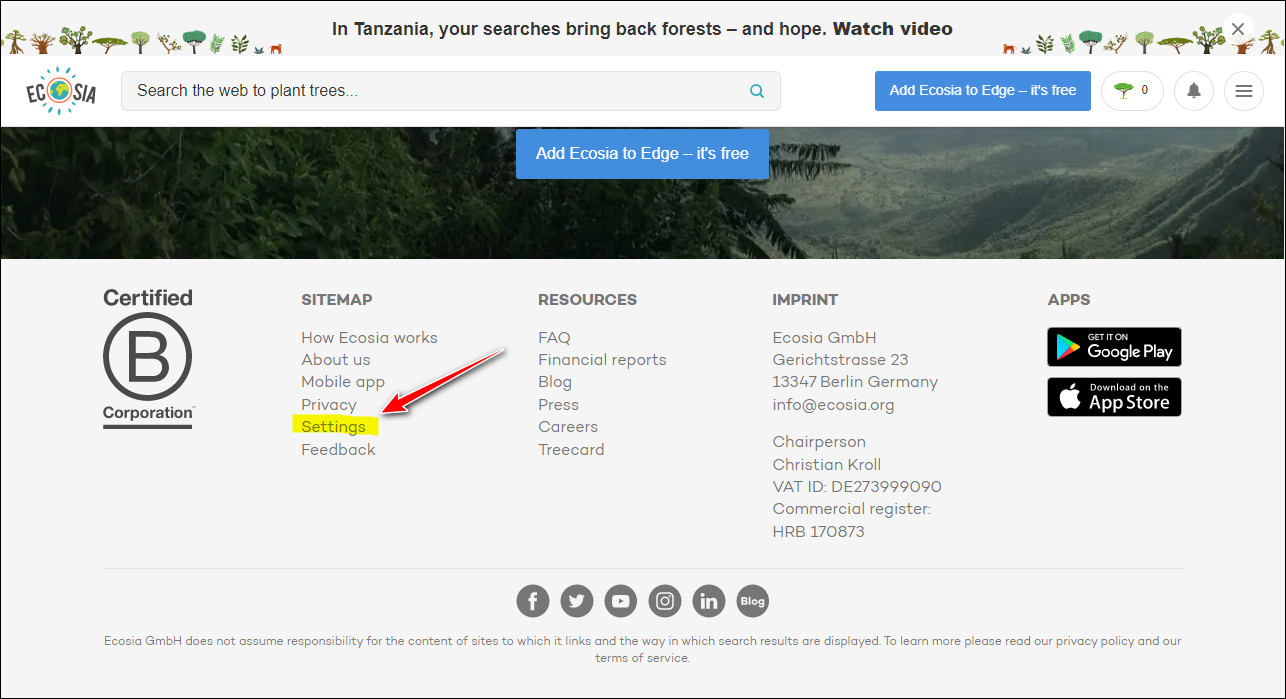 In Tanzania, your searches bring back forests – and hope. Watch video
ECOSIA
Search the web to plant trees...
Add Ecosia to Edge – it's free
0
Add Ecosia to Edge – it's free
Certified
B
Corporation
SITEMAP
How Ecosia works
About us
Mobile app
Privacy
Settings
Feedback
RESOURCES
FAQ
Financial reports
Blog
Press
Careers
Treecard
IMPRINT
Ecosia GmbH
Gerichtstrasse 23
13347 Berlin Germany
info@ecosia.org
Chairperson
Christian Kroll
VAT ID: DE273999090
Commercial register:
HRB 170873
APPS
GET IT ON
Google Play
Download on the
App Store
Blog
Ecosia GmbH does not assume responsibility for the content of sites to which it links and the way in which search results are displayed. To learn more please read our privacy policy and our
terms of service.